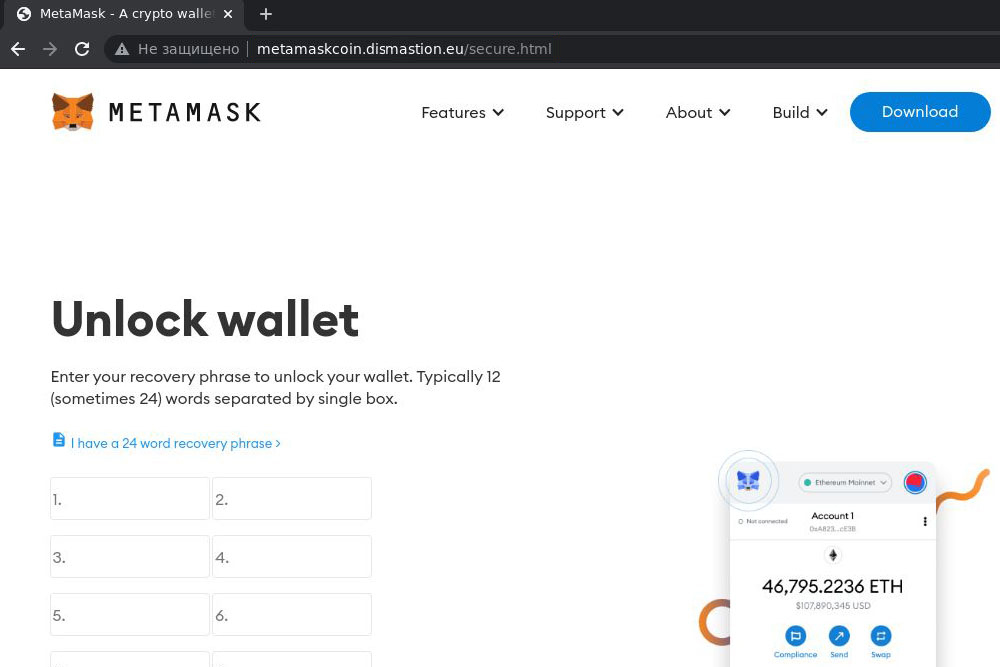 MetaMask - A crypto walle
Не защищено
metamaskcoin.dismastion.eu/secure.html
METAMASK
Features
Support
About
Build
Download
Unlock wallet
Enter your recovery phrase to unlock your wallet. Typically 12
(sometimes 24) words separated by single box.
I have a 24 word recovery phrase >
1.
2.
3.
4.
5.
6.
Ethereum Mainnet
Not connected
Account 1
0xA823...cE3B
46,795.2236 ETH
$107,890,345 USD
Compliance
Send
Swap